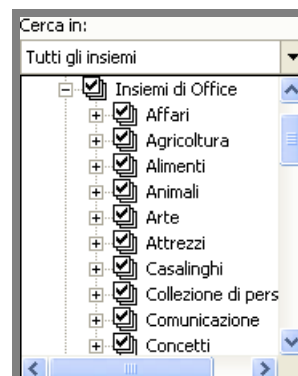 Cerca in:
Tutti gli insiemi
Insiemi di Office
Affari
Agricoltura
Alimenti
Animali
Arte
Attrezzi
Casalinghi
Collezione di pers
Comunicazione
Concetti